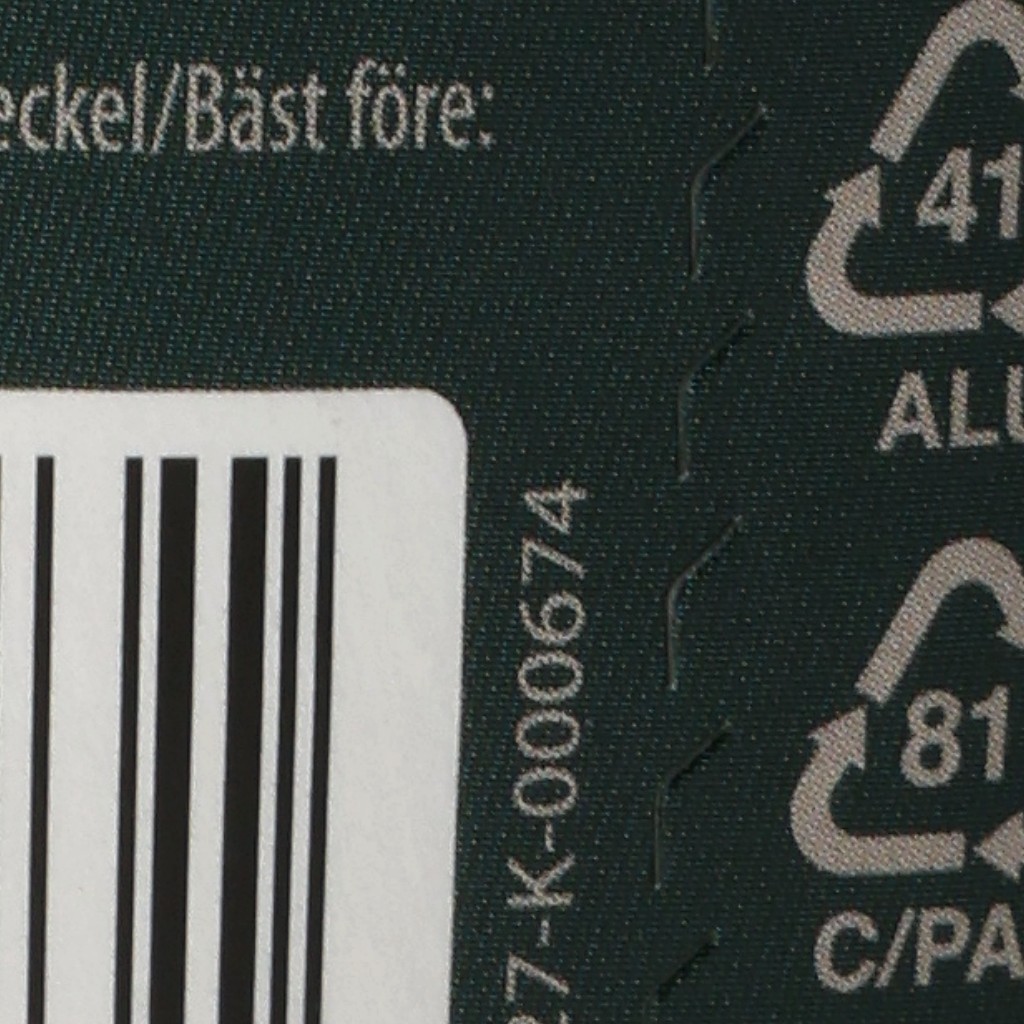 eckel/Bäst före:
41
ALU
27-K-000674
81
C/PA